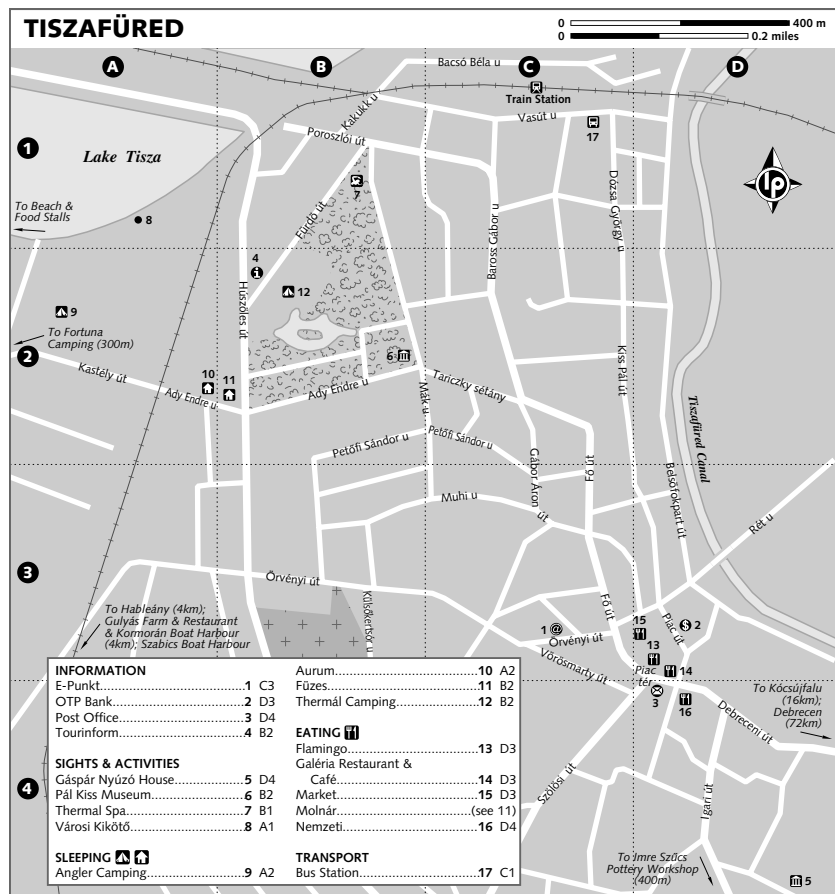 TISZAFÜRED
0 400 m
0 0.2 miles
A
B
C
D
Bacsó Béla u
Train Station
Kakukk u
Vasút u
17
Poroszlói út
1
Lake Tisza
lp
7
To Beach &
Food Stalls
8
Fürdő út
Dózsa György u
Baross Gábor u
4
12
Húszöles út
9
To Fortuna
Camping (300m)
2
6
10
11
Kastély út
Ady Endre u
Ady Endre u
Tariczky sétány
Mák u
Kiss Pál út
Tiszafüred Canal
Petőfi Sándor u
Petőfi Sándor u
Gábor Áron út
Fő út
Belsőfokpart út
Muhi u
Rét u
3
Örvényi út
Külsőkertsor u
To Hableány (4km);
Gulyás Farm & Restaurant
& Kormorán Boat Harbour
(4km); Szabics Boat Harbour
Fő út
Piac út
2
15
1
Örvényi út
13
Vörösmarty út
Piac
tér
14
3
16
To Kócsújfalu
(16km);
Debrecen
(72km)
Debreceni út
4
Szőlősi út
Igari út
To Imre Szűcs
Pottery Workshop
(400m)
5
INFORMATION
E-Punkt 1 C3
OTP Bank 2 D3
Post Office 3 D4
Tourinform 4 B2
SIGHTS & ACTIVITIES
Gáspár Nyúzó House 5 D4
Pál Kiss Museum 6 B2
Thermal Spa 7 B1
Városi Kikötő 8 A1
SLEEPING
Angler Camping 9 A2
Aurum 10 A2
Fűzes 11 B2
Thermál Camping 12 B2
EATING
Flamingo 13 D3
Galéria Restaurant &
Café 14 D3
Market 15 D3
Molnár (see 11)
Nemzeti 16 D4
TRANSPORT
Bus Station 17 C1